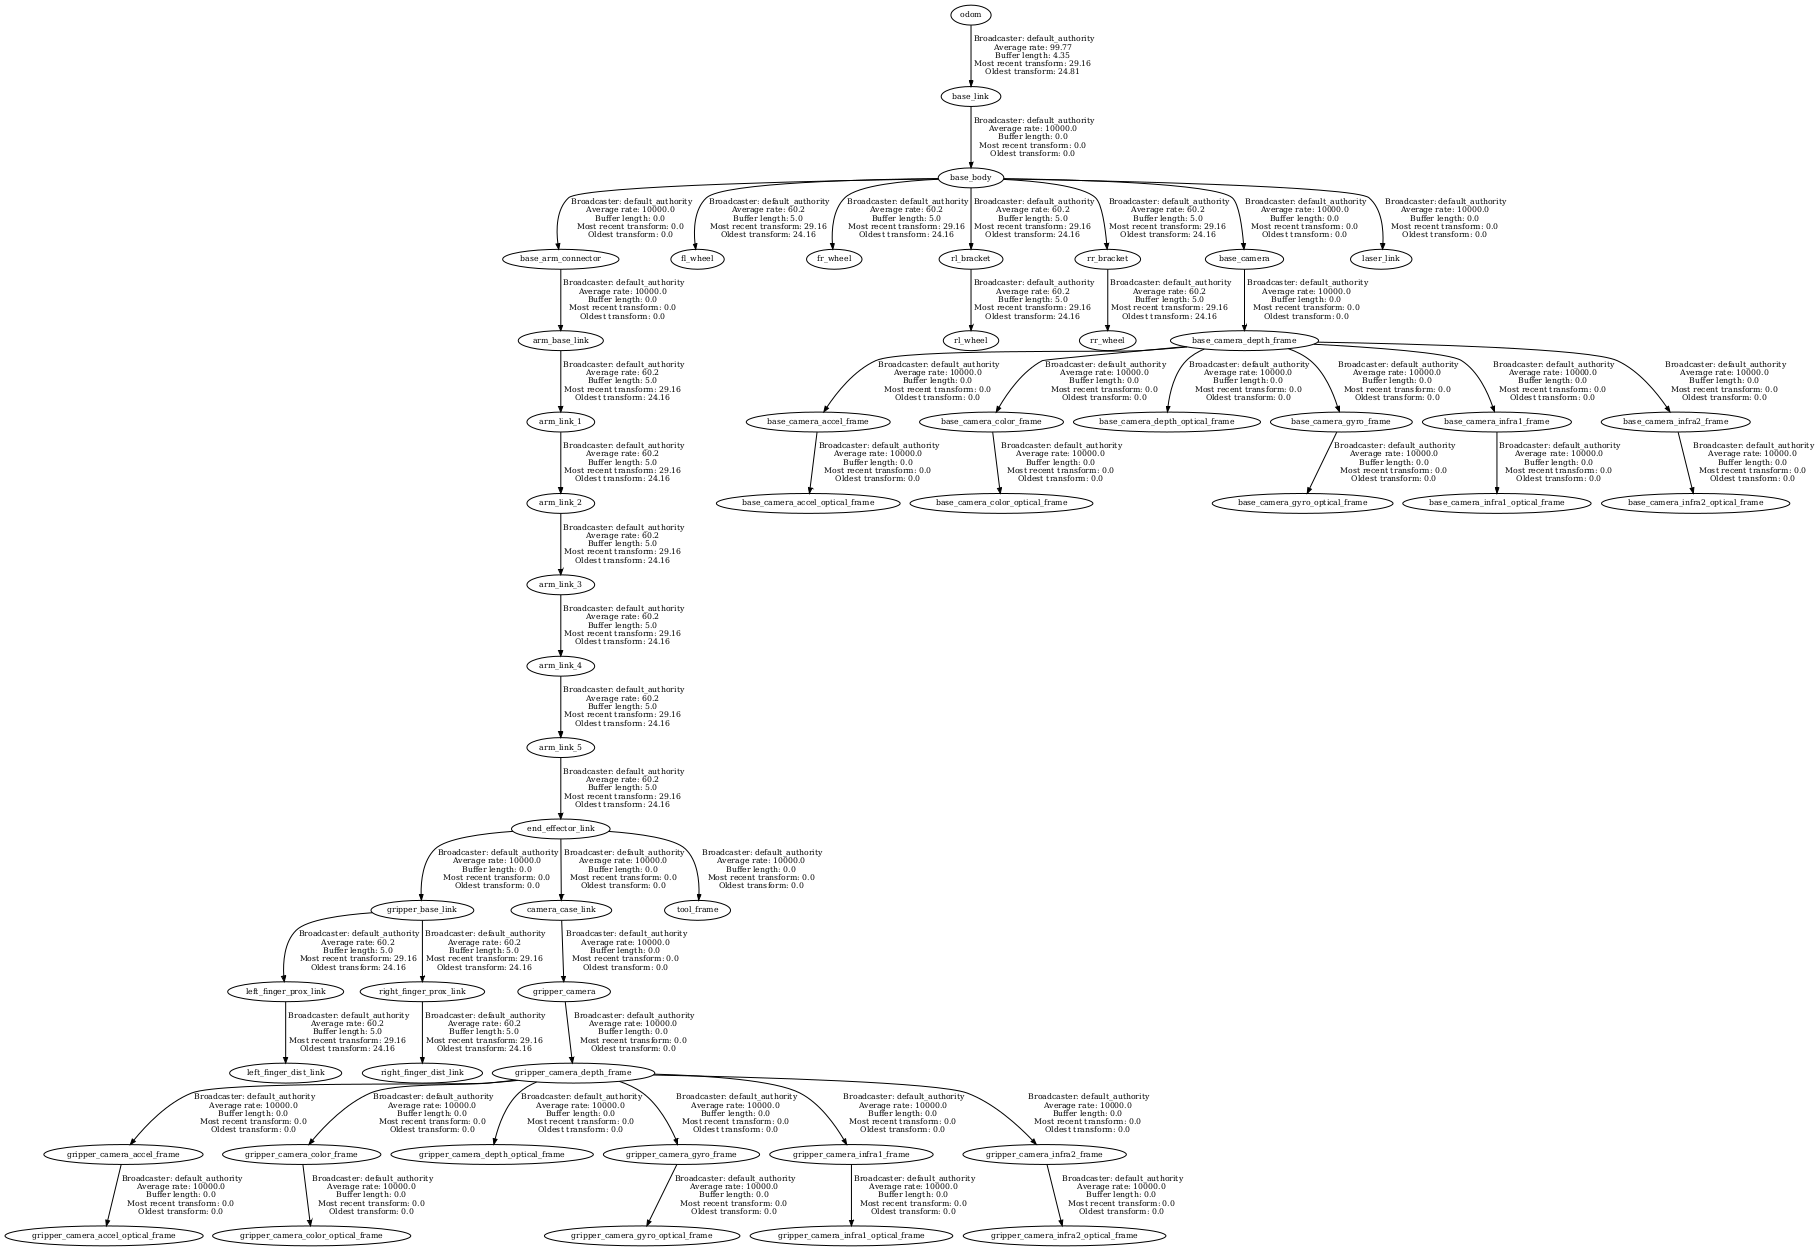 odom
Broadcaster: default_authority
Average rate: 99.77
Buffer length: 4.35
Most recent transform: 29.16
Oldest transform: 24.81
base_link
Broadcaster: default_authority
Average rate: 10000.0
Buffer length: 0.0
Most recent transform: 0.0
Oldest transform: 0.0
base_body
Broadcaster: default_authority
Average rate: 10000.0
Buffer length: 0.0
Most recent transform: 0.0
Oldest transform: 0.0
Broadcaster: default_authority
Average rate: 60.2
Buffer length: 5.0
Most recent transform: 29.16
Oldest transform: 24.16
Broadcaster: default_authority
Average rate: 60.2
Buffer length: 5.0
Most recent transform: 29.16
Oldest transform: 24.16
Broadcaster: default_authority
Average rate: 60.2
Buffer length: 5.0
Most recent transform: 29.16
Oldest transform: 24.16
Broadcaster: default_authority
Average rate: 60.2
Buffer length: 5.0
Most recent transform: 29.16
Oldest transform: 24.16
Broadcaster: default_authority
Average rate: 10000.0
Buffer length: 0.0
Most recent transform: 0.0
Oldest transform: 0.0
Broadcaster: default_authority
Average rate: 10000.0
Buffer length: 0.0
Most recent transform: 0.0
Oldest transform: 0.0
base_arm_connector
fl_wheel
fr_wheel
rl_bracket
rr_bracket
base_camera
laser_link
Broadcaster: default_authority
Average rate: 10000.0
Buffer length: 0.0
Most recent transform: 0.0
Oldest transform: 0.0
Broadcaster: default_authority
Average rate: 60.2
Buffer length: 5.0
Most recent transform: 29.16
Oldest transform: 24.16
Broadcaster: default_authority
Average rate: 60.2
Buffer length: 5.0
Most recent transform: 29.16
Oldest transform: 24.16
Broadcaster: default_authority
Average rate: 10000.0
Buffer length: 0.0
Most recent transform: 0.0
Oldest transform: 0.0
arm_base_link
rl_wheel
rr_wheel
base_camera_depth_frame
Broadcaster: default_authority
Average rate: 60.2
Buffer length: 5.0
Most recent transform: 29.16
Oldest transform: 24.16
Broadcaster: default_authority
Average rate: 10000.0
Buffer length: 0.0
Most recent transform: 0.0
Oldest transform: 0.0
Broadcaster: default_authority
Average rate: 10000.0
Buffer length: 0.0
Most recent transform: 0.0
Oldest transform: 0.0
Broadcaster: default_authority
Average rate: 10000.0
Buffer length: 0.0
Most recent transform: 0.0
Oldest transform: 0.0
Broadcaster: default_authority
Average rate: 10000.0
Buffer length: 0.0
Most recent transform: 0.0
Oldest transform: 0.0
Broadcaster: default_authority
Average rate: 10000.0
Buffer length: 0.0
Most recent transform: 0.0
Oldest transform: 0.0
Broadcaster: default_authority
Average rate: 10000.0
Buffer length: 0.0
Most recent transform: 0.0
Oldest transform: 0.0
arm_link_1
base_camera_accel_frame
base_camera_color_frame
base_camera_depth_optical_frame
base_camera_gyro_frame
base_camera_infra1_frame
base_camera_infra2_frame
Broadcaster: default_authority
Average rate: 60.2
Buffer length: 5.0
Most recent transform: 29.16
Oldest transform: 24.16
Broadcaster: default_authority
Average rate: 10000.0
Buffer length: 0.0
Most recent transform: 0.0
Oldest transform: 0.0
Broadcaster: default_authority
Average rate: 10000.0
Buffer length: 0.0
Most recent transform: 0.0
Oldest transform: 0.0
Broadcaster: default_authority
Average rate: 10000.0
Buffer length: 0.0
Most recent transform: 0.0
Oldest transform: 0.0
Broadcaster: default_authority
Average rate: 10000.0
Buffer length: 0.0
Most recent transform: 0.0
Oldest transform: 0.0
Broadcaster: default_authority
Average rate: 10000.0
Buffer length: 0.0
Most recent transform: 0.0
Oldest transform: 0.0
arm_link_2
base_camera_accel_optical_frame
base_camera_color_optical_frame
base_camera_gyro_optical_frame
base_camera_infra1_optical_frame
base_camera_infra2_optical_frame
Broadcaster: default_authority
Average rate: 60.2
Buffer length: 5.0
Most recent transform: 29.16
Oldest transform: 24.16
arm_link_3
Broadcaster: default_authority
Average rate: 60.2
Buffer length: 5.0
Most recent transform: 29.16
Oldest transform: 24.16
arm_link_4
Broadcaster: default_authority
Average rate: 60.2
Buffer length: 5.0
Most recent transform: 29.16
Oldest transform: 24.16
arm_link_5
Broadcaster: default_authority
Average rate: 60.2
Buffer length: 5.0
Most recent transform: 29.16
Oldest transform: 24.16
end_effector_link
Broadcaster: default_authority
Average rate: 10000.0
Buffer length: 0.0
Most recent transform: 0.0
Oldest transform: 0.0
Broadcaster: default_authority
Average rate: 10000.0
Buffer length: 0.0
Most recent transform: 0.0
Oldest transform: 0.0
Broadcaster: default_authority
Average rate: 10000.0
Buffer length: 0.0
Most recent transform: 0.0
Oldest transform: 0.0
gripper_base_link
camera_case_link
tool_frame
Broadcaster: default_authority
Average rate: 60.2
Buffer length: 5.0
Most recent transform: 29.16
Oldest transform: 24.16
Broadcaster: default_authority
Average rate: 60.2
Buffer length: 5.0
Most recent transform: 29.16
Oldest transform: 24.16
Broadcaster: default_authority
Average rate: 10000.0
Buffer length: 0.0
Most recent transform: 0.0
Oldest transform: 0.0
left_finger_prox_link
right_finger_prox_link
gripper_camera
Broadcaster: default_authority
Average rate: 60.2
Buffer length: 5.0
Most recent transform: 29.16
Oldest transform: 24.16
Broadcaster: default_authority
Average rate: 60.2
Buffer length: 5.0
Most recent transform: 29.16
Oldest transform: 24.16
Broadcaster: default_authority
Average rate: 10000.0
Buffer length: 0.0
Most recent transform: 0.0
Oldest transform: 0.0
left_finger_dist_link
right_finger_dist_link
gripper_camera_depth_frame
Broadcaster: default_authority
Average rate: 10000.0
Buffer length: 0.0
Most recent transform: 0.0
Oldest transform: 0.0
Broadcaster: default_authority
Average rate: 10000.0
Buffer length: 0.0
Most recent transform: 0.0
Oldest transform: 0.0
Broadcaster: default_authority
Average rate: 10000.0
Buffer length: 0.0
Most recent transform: 0.0
Oldest transform: 0.0
Broadcaster: default_authority
Average rate: 10000.0
Buffer length: 0.0
Most recent transform: 0.0
Oldest transform: 0.0
Broadcaster: default_authority
Average rate: 10000.0
Buffer length: 0.0
Most recent transform: 0.0
Oldest transform: 0.0
Broadcaster: default_authority
Average rate: 10000.0
Buffer length: 0.0
Most recent transform: 0.0
Oldest transform: 0.0
gripper_camera_accel_frame
gripper_camera_color_frame
gripper_camera_depth_optical_frame
gripper_camera_gyro_frame
gripper_camera_infra1_frame
gripper_camera_infra2_frame
Broadcaster: default_authority
Average rate: 10000.0
Buffer length: 0.0
Most recent transform: 0.0
Oldest transform: 0.0
Broadcaster: default_authority
Average rate: 10000.0
Buffer length: 0.0
Most recent transform: 0.0
Oldest transform: 0.0
Broadcaster: default_authority
Average rate: 10000.0
Buffer length: 0.0
Most recent transform: 0.0
Oldest transform: 0.0
Broadcaster: default_authority
Average rate: 10000.0
Buffer length: 0.0
Most recent transform: 0.0
Oldest transform: 0.0
Broadcaster: default_authority
Average rate: 10000.0
Buffer length: 0.0
Most recent transform: 0.0
Oldest transform: 0.0
gripper_camera_accel_optical_frame
gripper_camera_color_optical_frame
gripper_camera_gyro_optical_frame
gripper_camera_infra1_optical_frame
gripper_camera_infra2_optical_frame